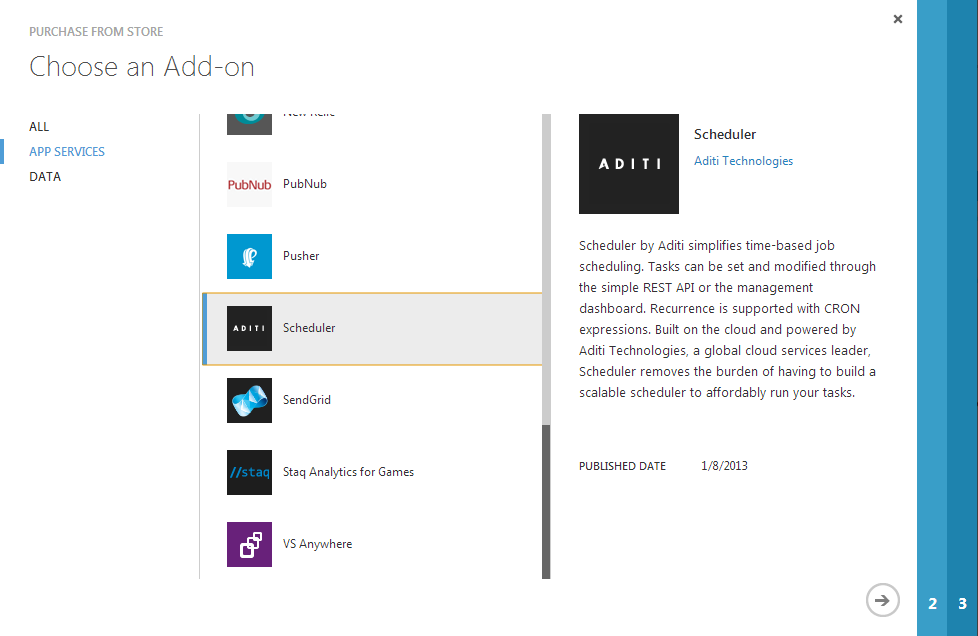 PURCHASE FROM STORE
Choose an Add-on
ALL
APP SERVICES
DATA
New Relic
PubNub
PubNub
Pusher
ADITI
Scheduler
SendGrid
//staq
Staq Analytics for Games
VS Anywhere
ADITI
Scheduler
Aditi Technologies
Scheduler by Aditi simplifies time-based job
scheduling. Tasks can be set and modified through
the simple REST API or the management
dashboard. Recurrence is supported with CRON
expressions. Built on the cloud and powered by
Aditi Technologies, a global cloud services leader,
Scheduler removes the burden of having to build a
scalable scheduler to affordably run your tasks.
PUBLISHED DATE 1/8/2013
2 3